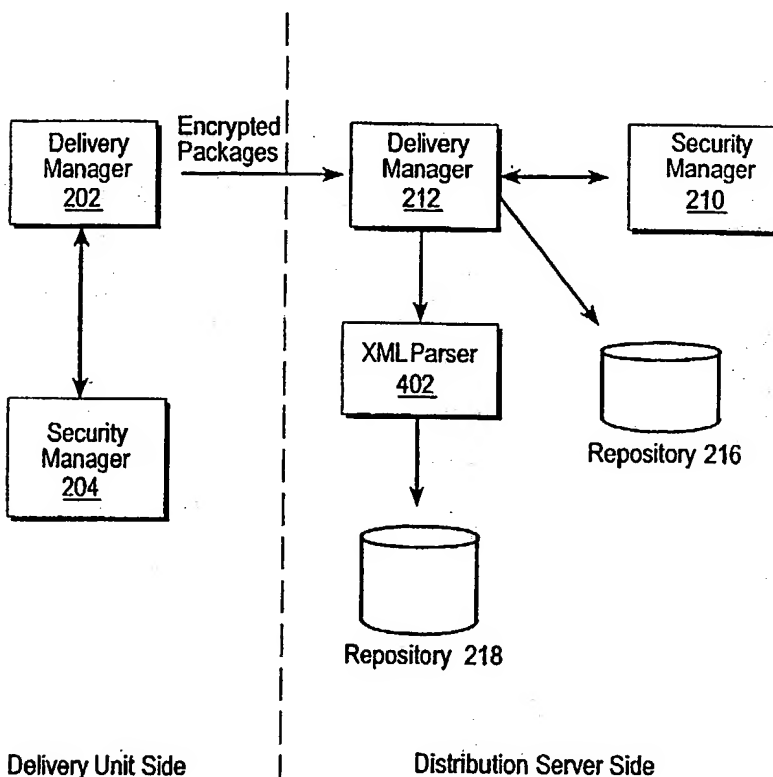 Delivery
Manager
202
Encrypted
Packages
Delivery
Manager
212
Security
Manager
210
XML Parser
402
Security
Manager
204
Repository 216
Repository 218
Delivery Unit Side
Distribution Server Side